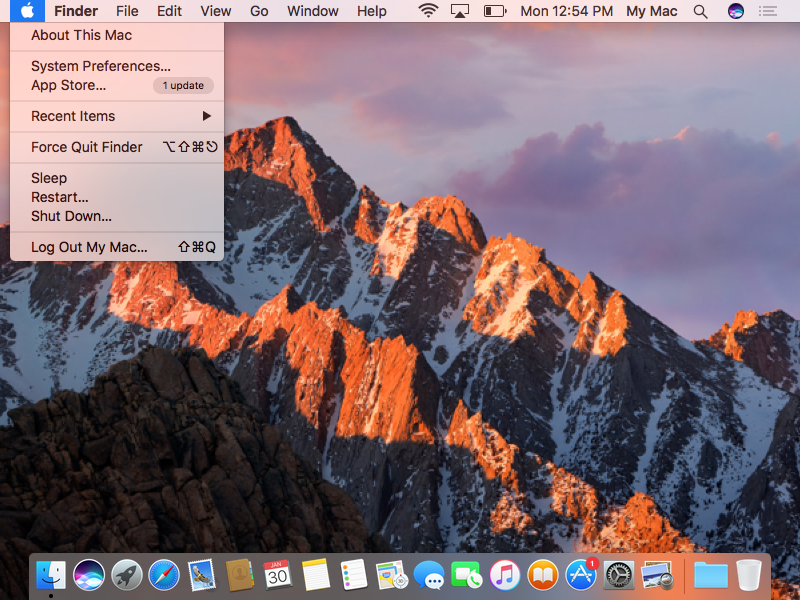 Finder File Edit View Go Window Help Mon 12:54 PM My Mac
About This Mac
System Preferences...
App Store... 1 update
Recent Items ▶
Force Quit Finder ⌥⇧⌘⎋
Sleep
Restart...
Shut Down...
Log Out My Mac... ⇧⌘Q
JAN
30
1